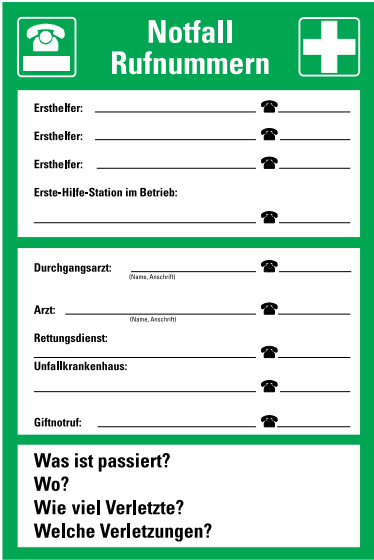 Notfall
Rufnummern
Ersthelfer:
Ersthelfer:
Ersthelfer:
Erste-Hilfe-Station im Betrieb:
Durchgangsarzt:
(Name, Anschrift)
Arzt:
(Name, Anschrift)
Rettungsdienst:
Unfallkrankenhaus:
Giftnotruf:
Was ist passiert?
Wo?
Wie viel Verletzte?
Welche Verletzungen?